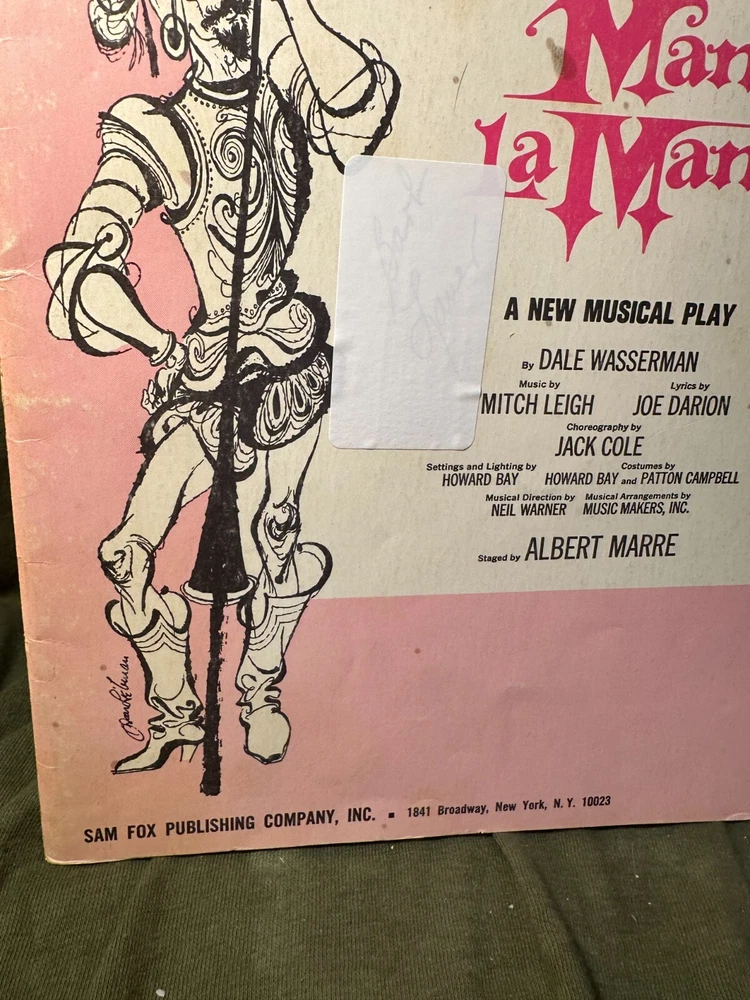 Man
la Man
A NEW MUSICAL PLAY
By DALE WASSERMAN
Music by Lyrics by
MITCH LEIGH JOE DARION
Choreography by
JACK COLE
Settings and Lighting by Costumes by
HOWARD BAY HOWARD BAY and PATTON CAMPBELL
Musical Direction by Musical Arrangements by
NEIL WARNER MUSIC MAKERS, INC.
Staged by ALBERT MARRE
SAM FOX PUBLISHING COMPANY, INC. ▪ 1841 Broadway, New York, N. Y. 10023